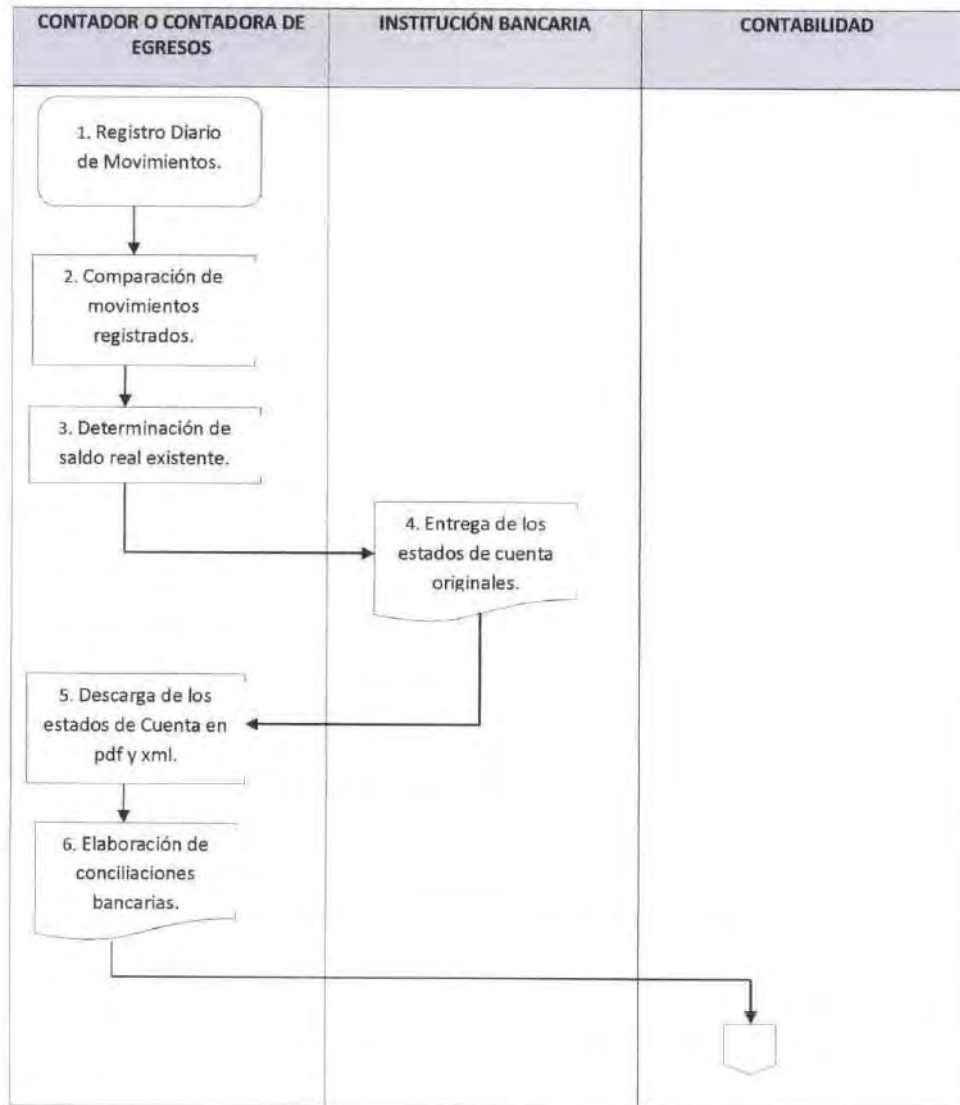 CONTADOR O CONTADORA DE
EGRESOS
INSTITUCIÓN BANCARIA
CONTABILIDAD
1. Registro Diario
de Movimientos.
2. Comparación de
movimientos
registrados.
3. Determinación de
saldo real existente.
4. Entrega de los
estados de cuenta
originales.
5. Descarga de los
estados de Cuenta en
pdf y xml.
6. Elaboración de
conciliaciones
bancarias.